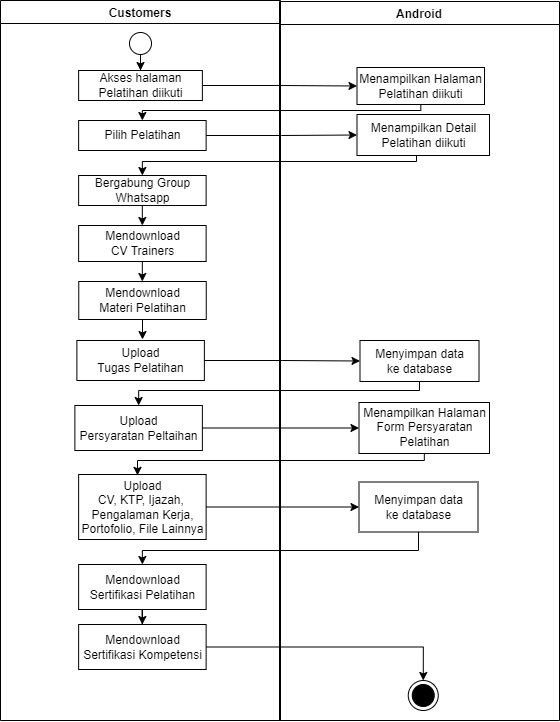 Customers
Android
Akses halaman
Pelatihan diikuti
Menampilkan Halaman
Pelatihan diikuti
Pilih Pelatihan
Menampilkan Detail
Pelatihan diikuti
Bergabung Group
Whatsapp
Mendownload
CV Trainers
Mendownload
Materi Pelatihan
Upload
Tugas Pelatihan
Menyimpan data
ke database
Upload
Persyaratan Peltaihan
Menampilkan Halaman
Form Persyaratan
Pelatihan
Upload
CV, KTP, Ijazah,
Pengalaman Kerja,
Portofolio, File Lainnya
Menyimpan data
ke database
Mendownload
Sertifikasi Pelatihan
Mendownload
Sertifikasi Kompetensi